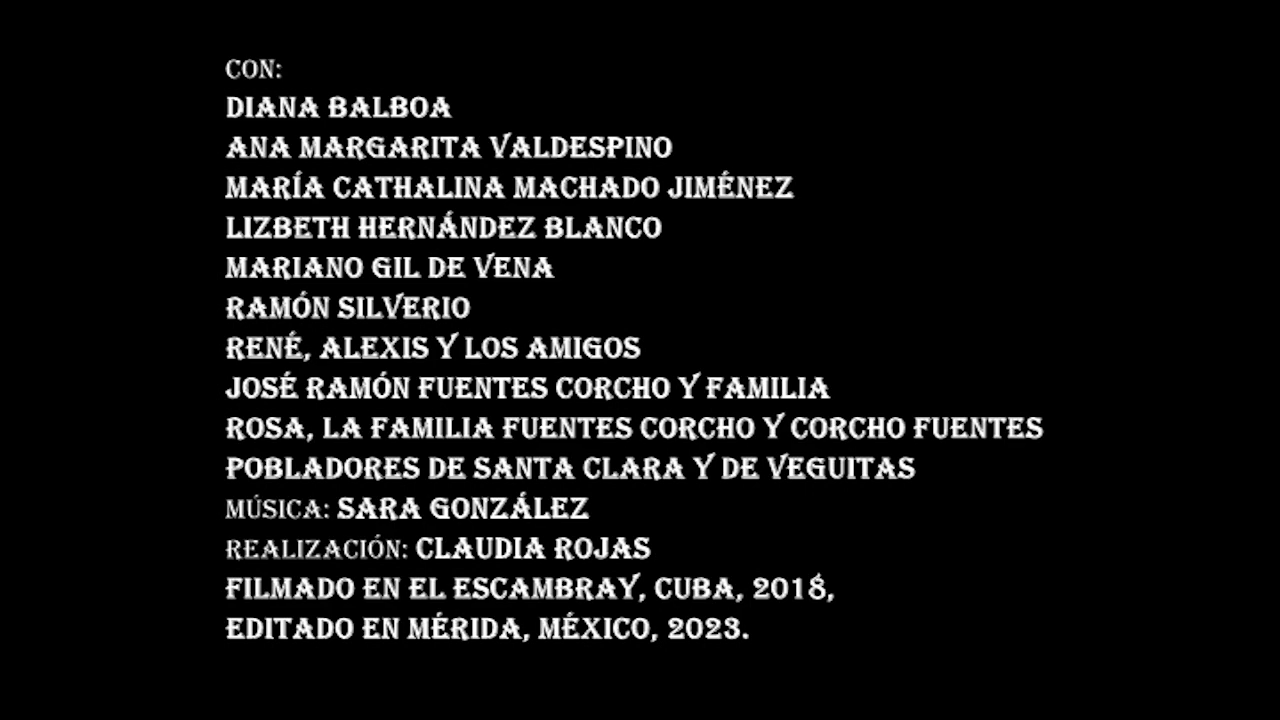 CON:
DIANA BALBOA
ANA MARGARITA VALDESPINO
MARÍA CATHALINA MACHADO JIMÉNEZ
LIZBETH HERNÁNDEZ BLANCO
MARIANO GIL DE VENA
RAMÓN SILVERIO
RENÉ, ALEXIS Y LOS AMIGOS
JOSÉ RAMÓN FUENTES CORCHO Y FAMILIA
ROSA, LA FAMILIA FUENTES CORCHO Y CORCHO FUENTES
POBLADORES DE SANTA CLARA Y DE VEGUITAS
MÚSICA: SARA GONZÁLEZ
REALIZACIÓN: CLAUDIA ROJAS
FILMADO EN EL ESCAMBRAY, CUBA, 2018,
EDITADO EN MÉRIDA, MÉXICO, 2023.